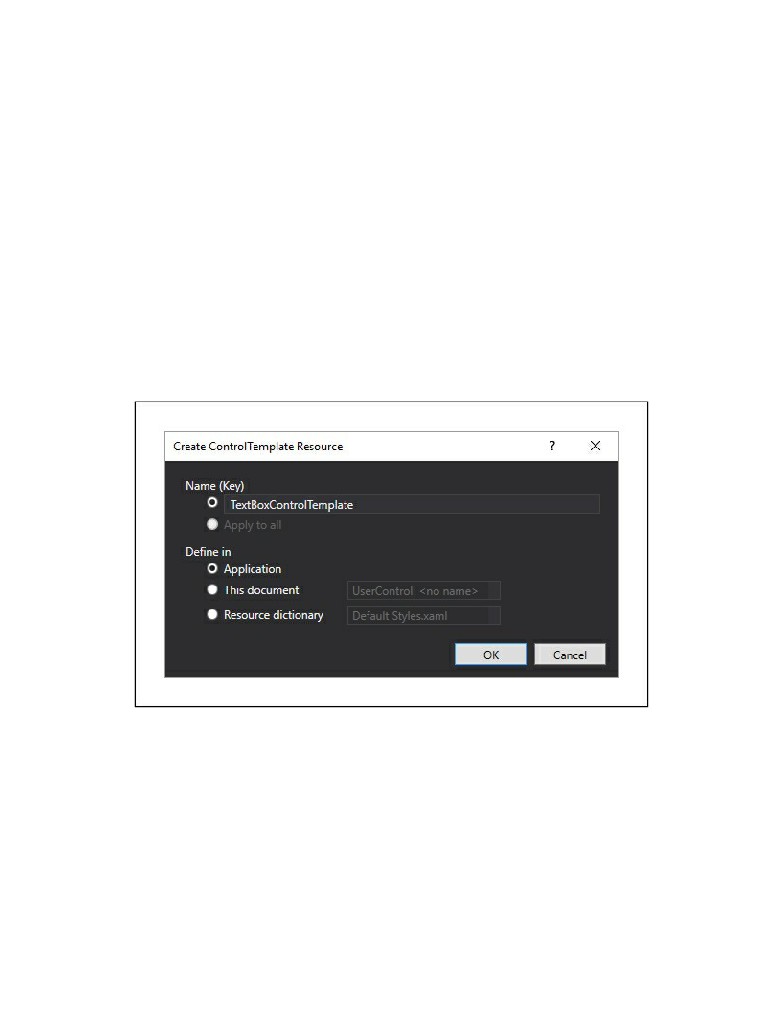 Create ControlTemplate Resource ?
Name (Key)
TextBoxControlTemplate
Apply to all
Define in
Application
This document UserControl <no name>
Resource dictionary Default Styles.xaml
OK Cancel